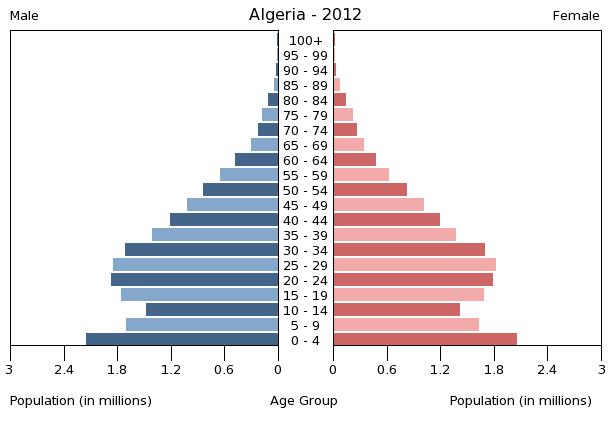 Male Algeria - 2012 Female
100+
95 - 99
90 - 94
85 - 89
80 - 84
75 - 79
70 - 74
65 - 69
60 - 64
55 - 59
50 - 54
45 - 49
40 - 44
35 - 39
30 - 34
25 - 29
20 - 24
15 - 19
10 - 14
5 - 9
0 - 4
3 2.4 1.8 1.2 0.6 0 0 0.6 1.2 1.8 2.4 3
Population (in millions) Age Group Population (in millions)